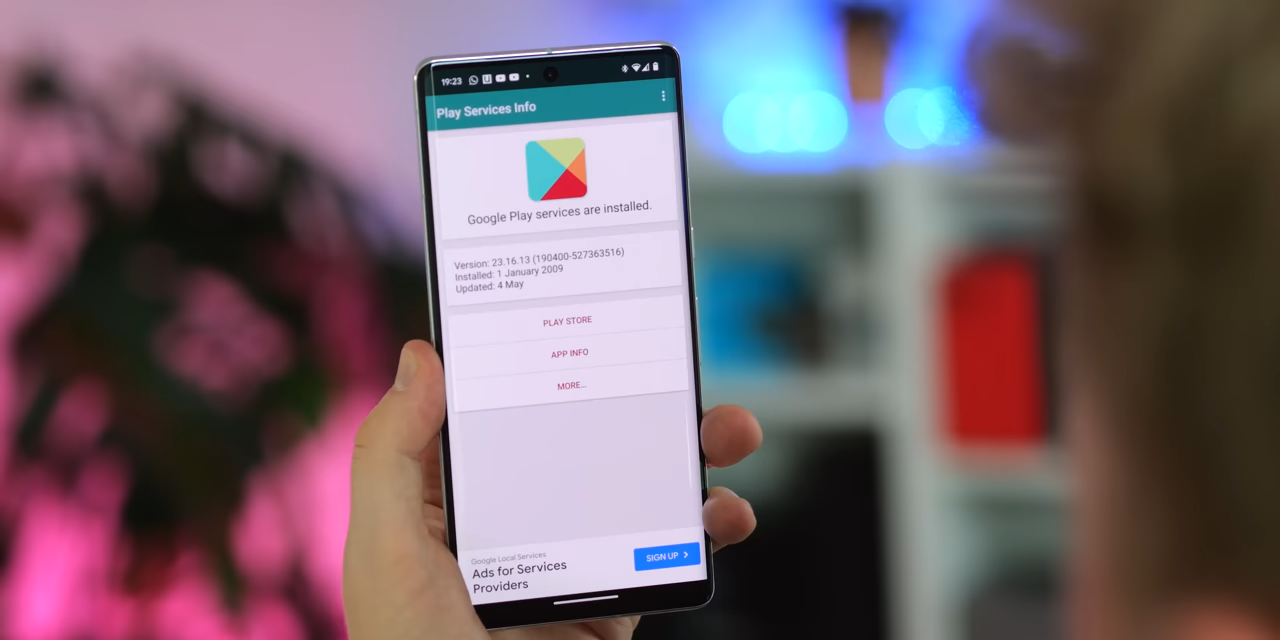 19:23
Play Services Info
Google Play services are installed.
Version: 23.16.13 (190400-527363516)
Installed: 1 January 2009
Updated: 4 May
PLAY STORE
APP INFO
MORE...
Google Local Services
Ads for Services
Providers
SIGN UP